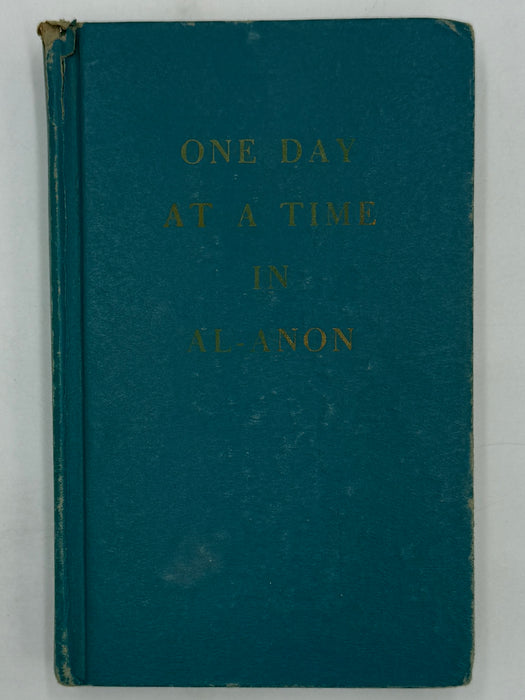 ONE DAY
AT A TIME
IN
AL-ANON